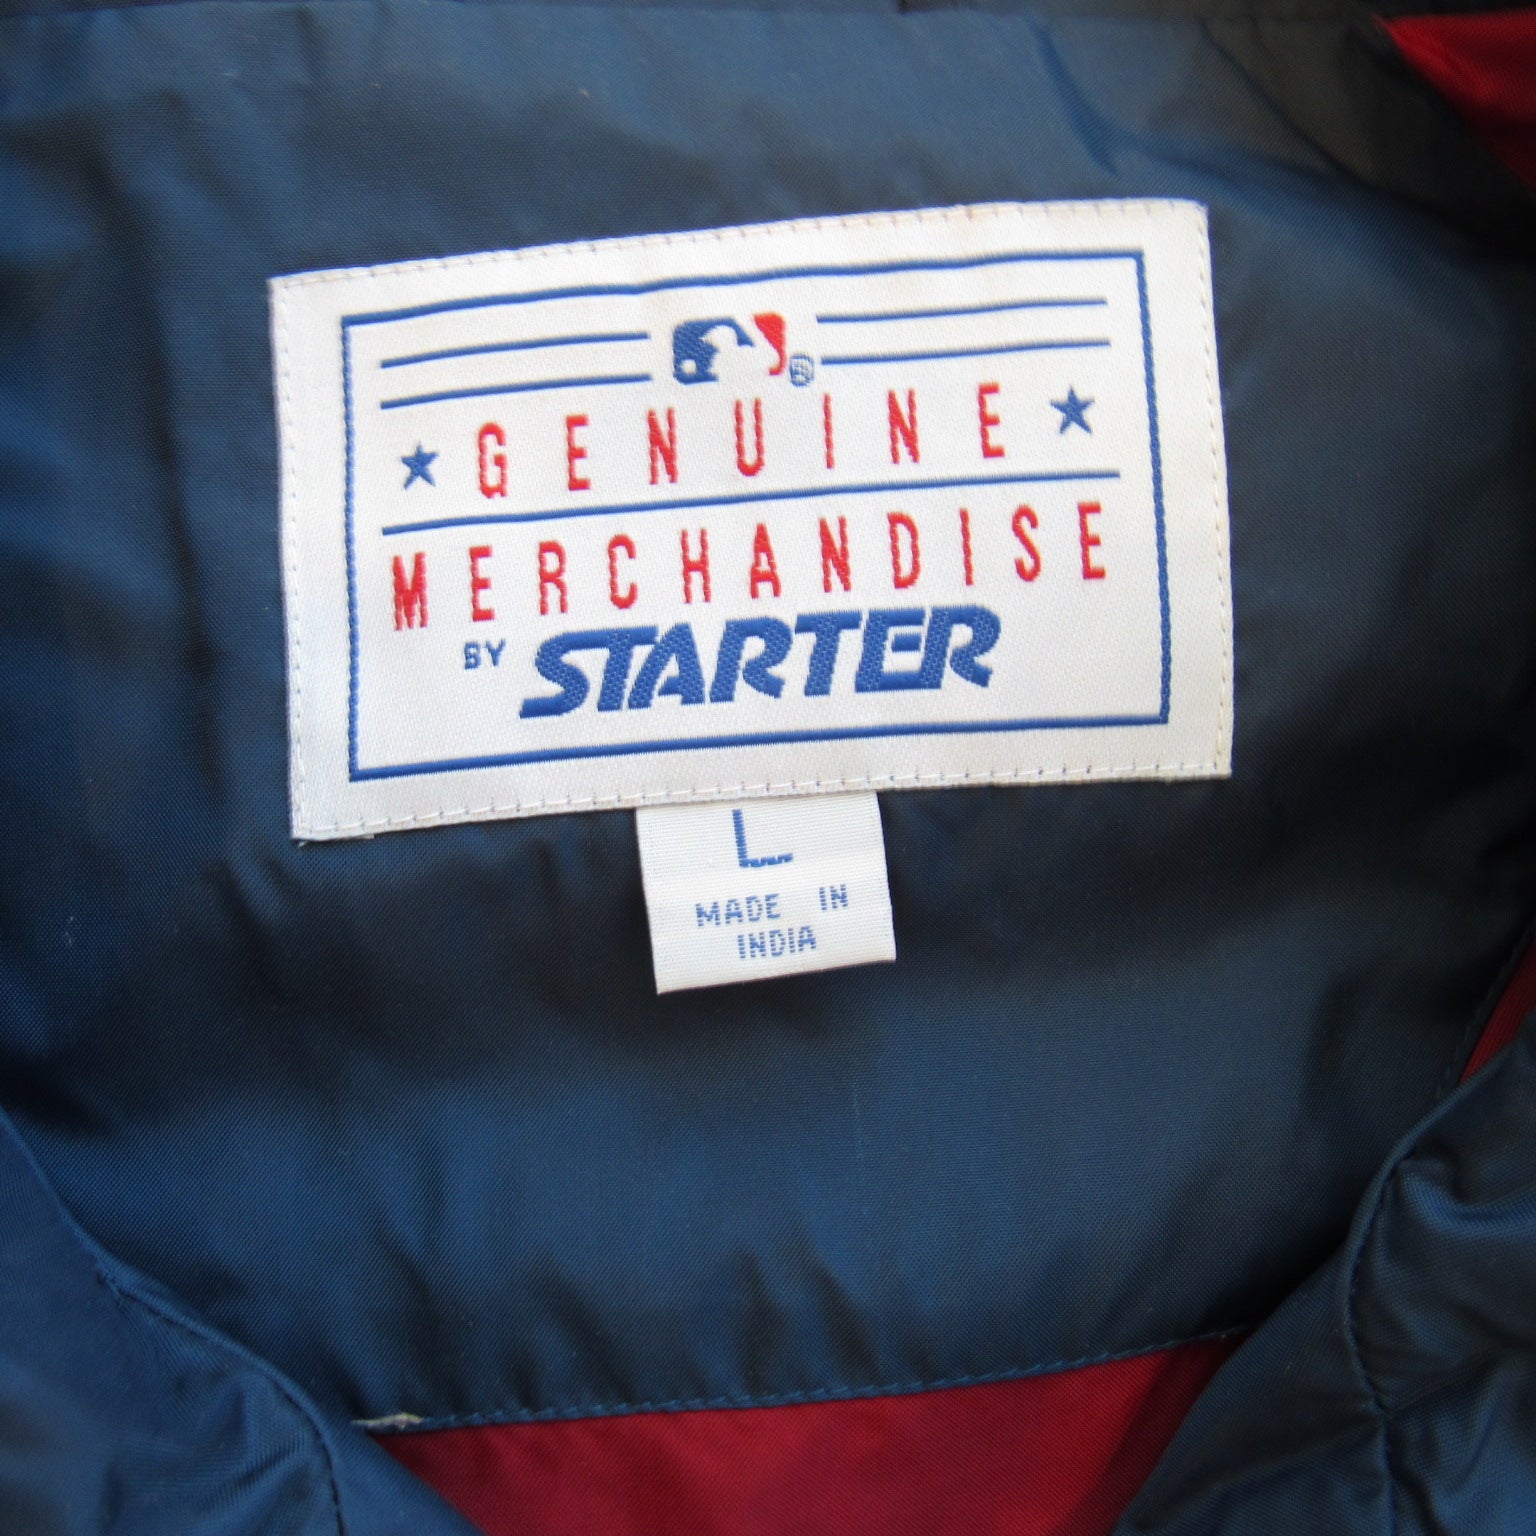 GENUINE
MERCHANDISE
BY STARTER
L
MADE IN
INDIA